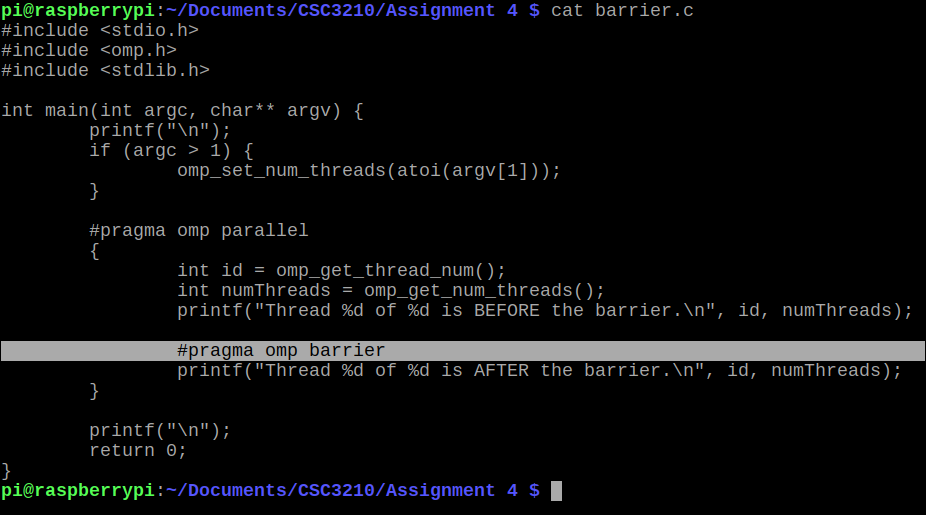 pi@raspberrypi:~/Documents/CSC3210/Assignment 4 $ cat barrier.c
#include <stdio.h>
#include <omp.h>
#include <stdlib.h>

int main(int argc, char** argv) {
        printf("\n");
        if (argc > 1) {
                omp_set_num_threads(atoi(argv[1]));
        }

        #pragma omp parallel
        {
                int id = omp_get_thread_num();
                int numThreads = omp_get_num_threads();
                printf("Thread %d of %d is BEFORE the barrier.\n", id, numThreads);

                #pragma omp barrier
                printf("Thread %d of %d is AFTER the barrier.\n", id, numThreads);
        }

        printf("\n");
        return 0;
}
pi@raspberrypi:~/Documents/CSC3210/Assignment 4 $